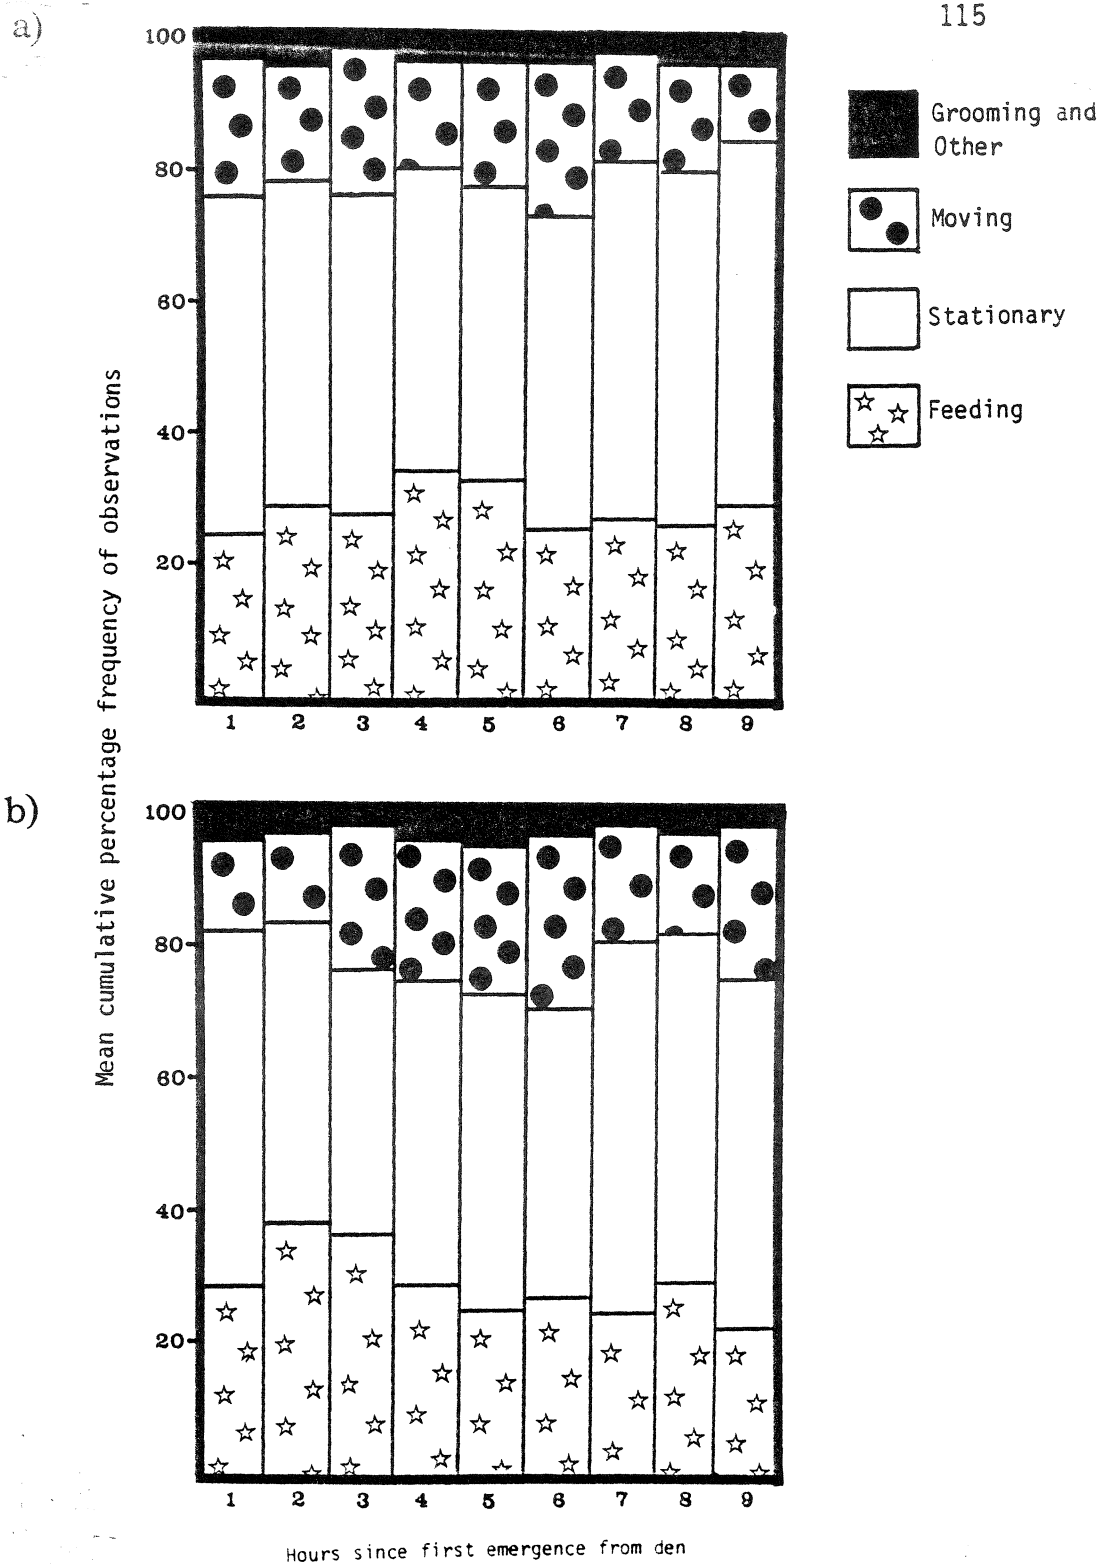 115
a)
100
80
60
40
20
1 2 3 4 5 6 7 8 9
Grooming and
Other
Moving
Stationary
Feeding
Mean cumulative percentage frequency of observations
b)
100
80
60
40
20
1 2 3 4 5 6 7 8 9
Hours since first emergence from den